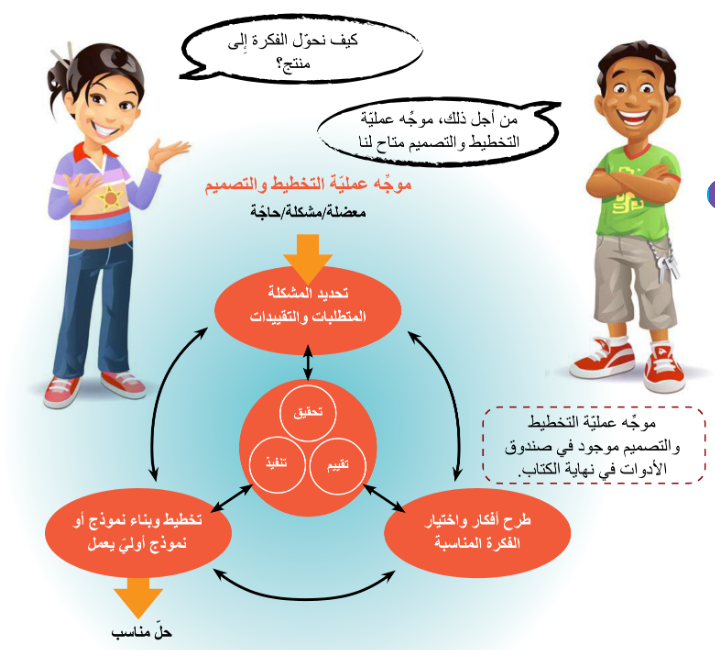 كيف نحوّل الفكرة إلى
منتج؟
من أجل ذلك، موجِّه عمليّة
التخطيط والتصميم متاح لنا
موجِّه عمليّة التخطيط والتصميم
معضلة/مشكلة/حاجّة
تحديد المشكلة
المتطلبات والتقييدات
تحقيق
تقييم
تنفيذ
موجِّه عمليّة التخطيط
والتصميم موجود في صندوق
الأدوات في نهاية الكتاب.
طرح أفكار واختيار
الفكرة المناسبة
تخطيط وبناء نموذج أو
نموذج أوليّ يعمل
حلّ مناسب